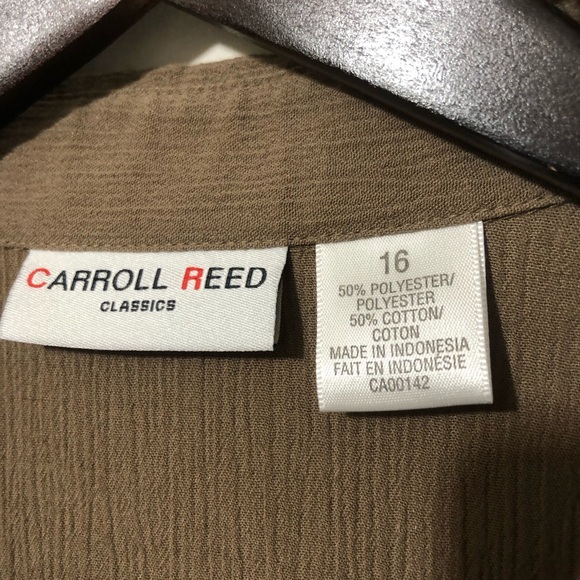 CARROLL REED
CLASSICS
16
50% POLYESTER/
POLYESTER
50% COTTON/
COTON
MADE IN INDONESIA
FAIT EN INDONÉSIE
CA00142